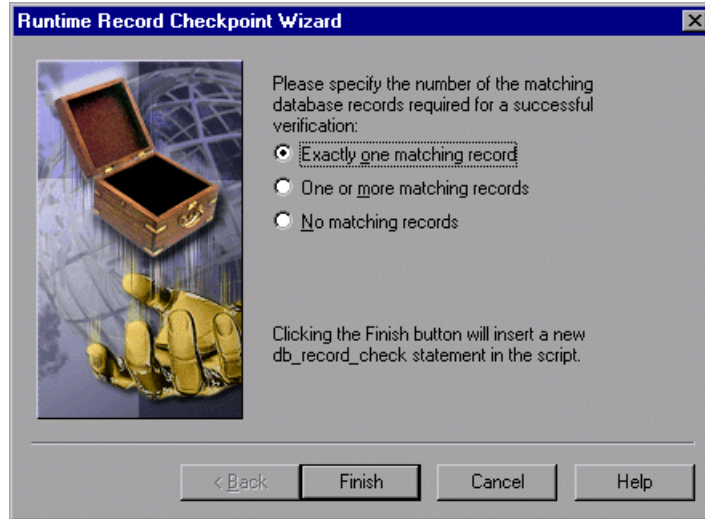 Runtime Record Checkpoint Wizard
Please specify the number of the matching
database records required for a successful
verification:
Exactly one matching record
One or more matching records
No matching records
Clicking the Finish button will insert a new
db_record_check statement in the script.
< Back
Finish
Cancel
Help